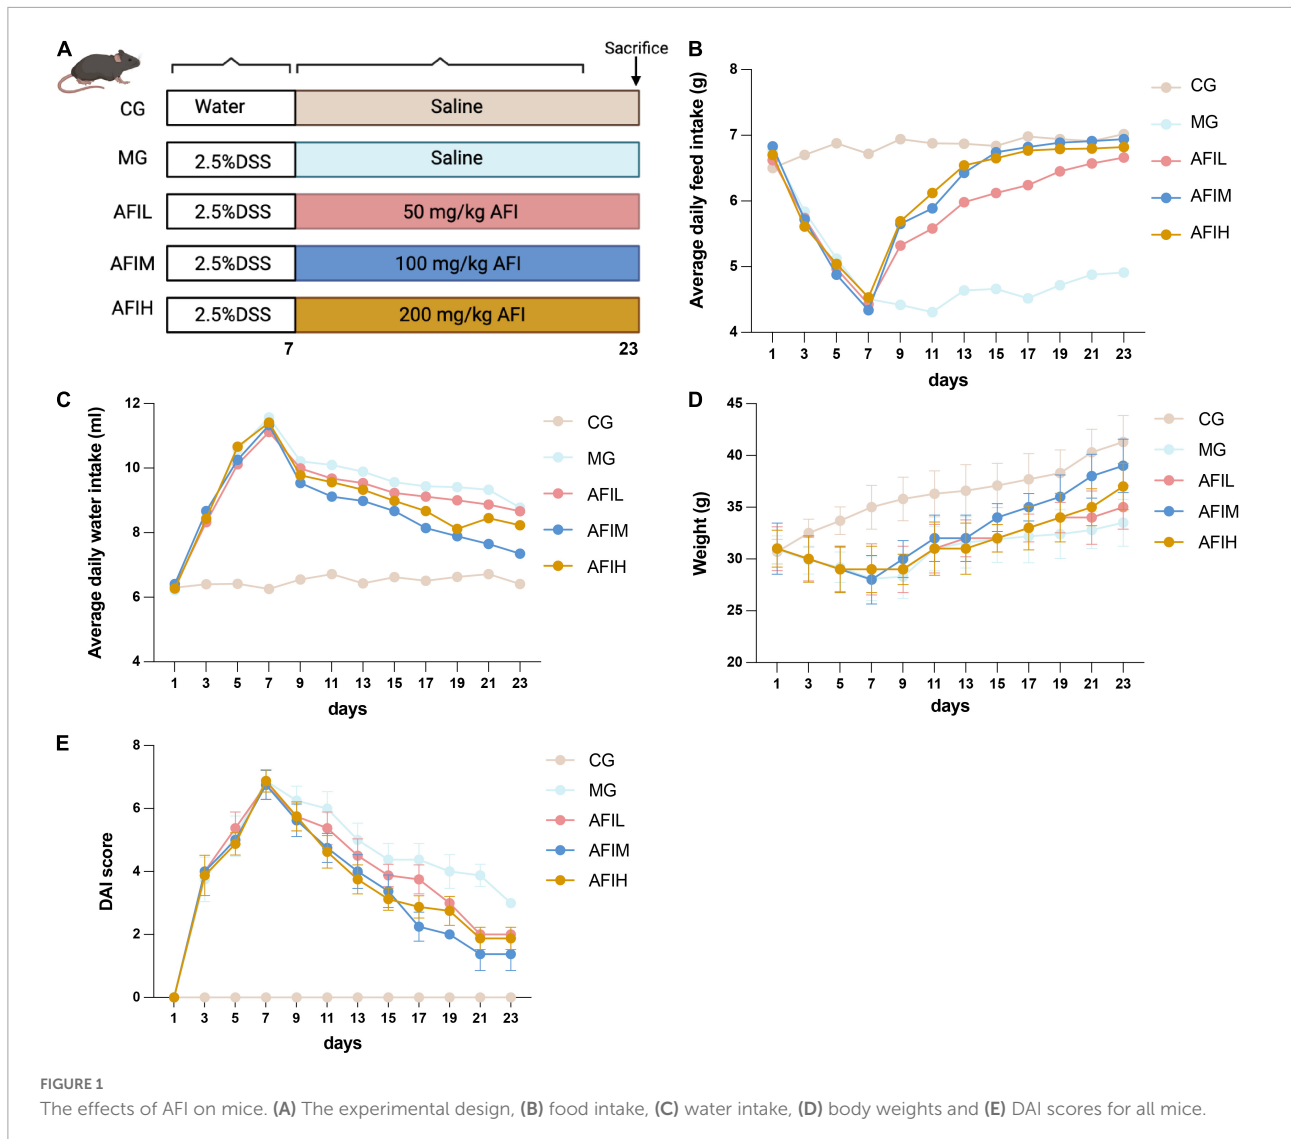 A
Sacrifice
CG Water Saline
MG 2.5%DSS Saline
AFIL 2.5%DSS 50 mg/kg AFI
AFIM 2.5%DSS 100 mg/kg AFI
AFIH 2.5%DSS 200 mg/kg AFI
7 23
B
Average daily feed intake (g)
8
7
6
5
4
1 3 5 7 9 11 13 15 17 19 21 23
days
CG
MG
AFIL
AFIM
AFIH
C
Average daily water intake (ml)
12
10
8
6
4
1 3 5 7 9 11 13 15 17 19 21 23
days
CG
MG
AFIL
AFIM
AFIH
D
Weight (g)
45
40
35
30
25
20
1 3 5 7 9 11 13 15 17 19 21 23
days
CG
MG
AFIL
AFIM
AFIH
E
DAI score
8
6
4
2
0
1 3 5 7 9 11 13 15 17 19 21 23
days
CG
MG
AFIL
AFIM
AFIH
FIGURE 1
The effects of AFI on mice. (A) The experimental design, (B) food intake, (C) water intake, (D) body weights and (E) DAI scores for all mice.